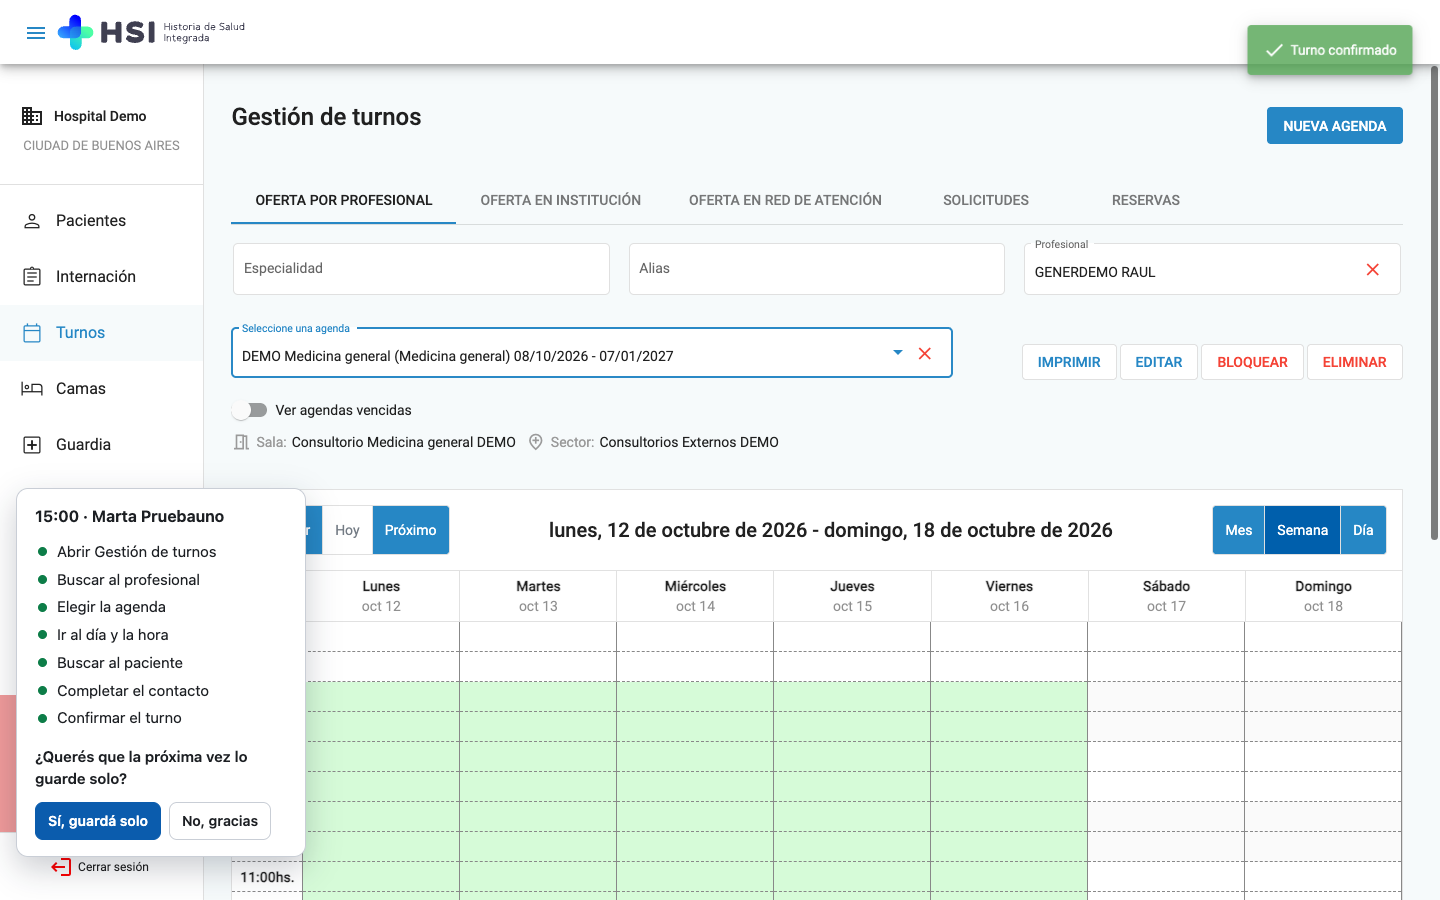 HSI Historia de Salud
Integrada
Turno confirmado
Hospital Demo
CIUDAD DE BUENOS AIRES
Pacientes
Internación
Turnos
Camas
Guardia
Cerrar sesión
Gestión de turnos
NUEVA AGENDA
OFERTA POR PROFESIONAL OFERTA EN INSTITUCIÓN OFERTA EN RED DE ATENCIÓN SOLICITUDES RESERVAS
Especialidad
Alias
Profesional
GENERDEMO RAUL
Seleccione una agenda
DEMO Medicina general (Medicina general) 08/10/2026 - 07/01/2027
IMPRIMIR EDITAR BLOQUEAR ELIMINAR
Ver agendas vencidas
Sala: Consultorio Medicina general DEMO Sector: Consultorios Externos DEMO
15:00 · Marta Pruebauno
Abrir Gestión de turnos
Buscar al profesional
Elegir la agenda
Ir al día y la hora
Buscar al paciente
Completar el contacto
Confirmar el turno
¿Querés que la próxima vez lo
guarde solo?
Sí, guardá solo No, gracias
r Hoy Próximo
lunes, 12 de octubre de 2026 - domingo, 18 de octubre de 2026
Mes Semana Día
Lunes Martes Miércoles Jueves Viernes Sábado Domingo
oct 12 oct 13 oct 14 oct 15 oct 16 oct 17 oct 18
11:00hs.